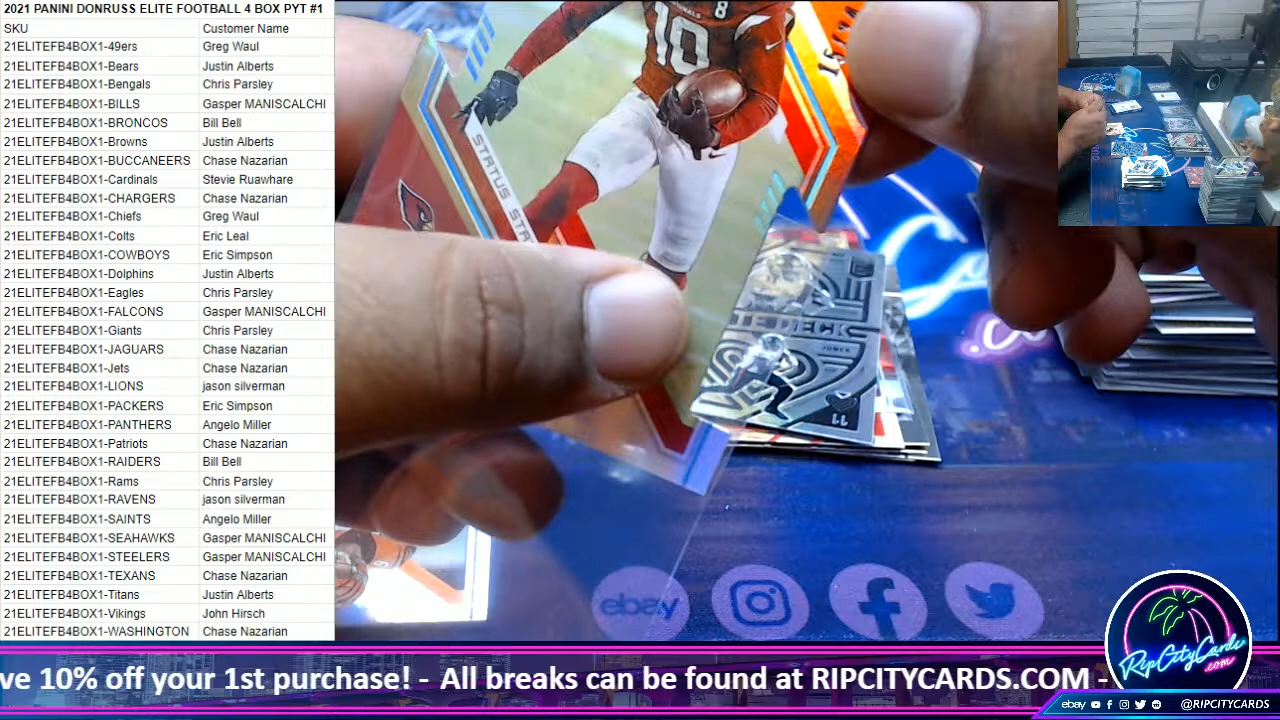 2021 PANINI DONRUSS ELITE FOOTBALL 4 BOX PYT #1
SKU Customer Name
21ELITEFB4BOX1-49ers Greg Waul
21ELITEFB4BOX1-Bears Justin Alberts
21ELITEFB4BOX1-Bengals Chris Parsley
21ELITEFB4BOX1-BILLS Gasper MANISCALCHI
21ELITEFB4BOX1-BRONCOS Bill Bell
21ELITEFB4BOX1-Browns Justin Alberts
21ELITEFB4BOX1-BUCCANEERS Chase Nazarian
21ELITEFB4BOX1-Cardinals Stevie Ruawhare
21ELITEFB4BOX1-CHARGERS Chase Nazarian
21ELITEFB4BOX1-Chiefs Greg Waul
21ELITEFB4BOX1-Colts Eric Leal
21ELITEFB4BOX1-COWBOYS Eric Simpson
21ELITEFB4BOX1-Dolphins Justin Alberts
21ELITEFB4BOX1-Eagles Chris Parsley
21ELITEFB4BOX1-FALCONS Gasper MANISCALCHI
21ELITEFB4BOX1-Giants Chris Parsley
21ELITEFB4BOX1-JAGUARS Chase Nazarian
21ELITEFB4BOX1-Jets Chase Nazarian
21ELITEFB4BOX1-LIONS jason silverman
21ELITEFB4BOX1-PACKERS Eric Simpson
21ELITEFB4BOX1-PANTHERS Angelo Miller
21ELITEFB4BOX1-Patriots Chase Nazarian
21ELITEFB4BOX1-RAIDERS Bill Bell
21ELITEFB4BOX1-Rams Chris Parsley
21ELITEFB4BOX1-RAVENS jason silverman
21ELITEFB4BOX1-SAINTS Angelo Miller
21ELITEFB4BOX1-SEAHAWKS Gasper MANISCALCHI
21ELITEFB4BOX1-STEELERS Gasper MANISCALCHI
21ELITEFB4BOX1-TEXANS Chase Nazarian
21ELITEFB4BOX1-Titans Justin Alberts
21ELITEFB4BOX1-Vikings John Hirsch
21ELITEFB4BOX1-WASHINGTON Chase Nazarian
10
STATUS
DECK
JONES
11
.co
ebay
ve 10% off your 1st purchase! - All breaks can be found at RIPCITYCARDS.COM -
RipCityCards
.com
ebay @RIPCITYCARDS